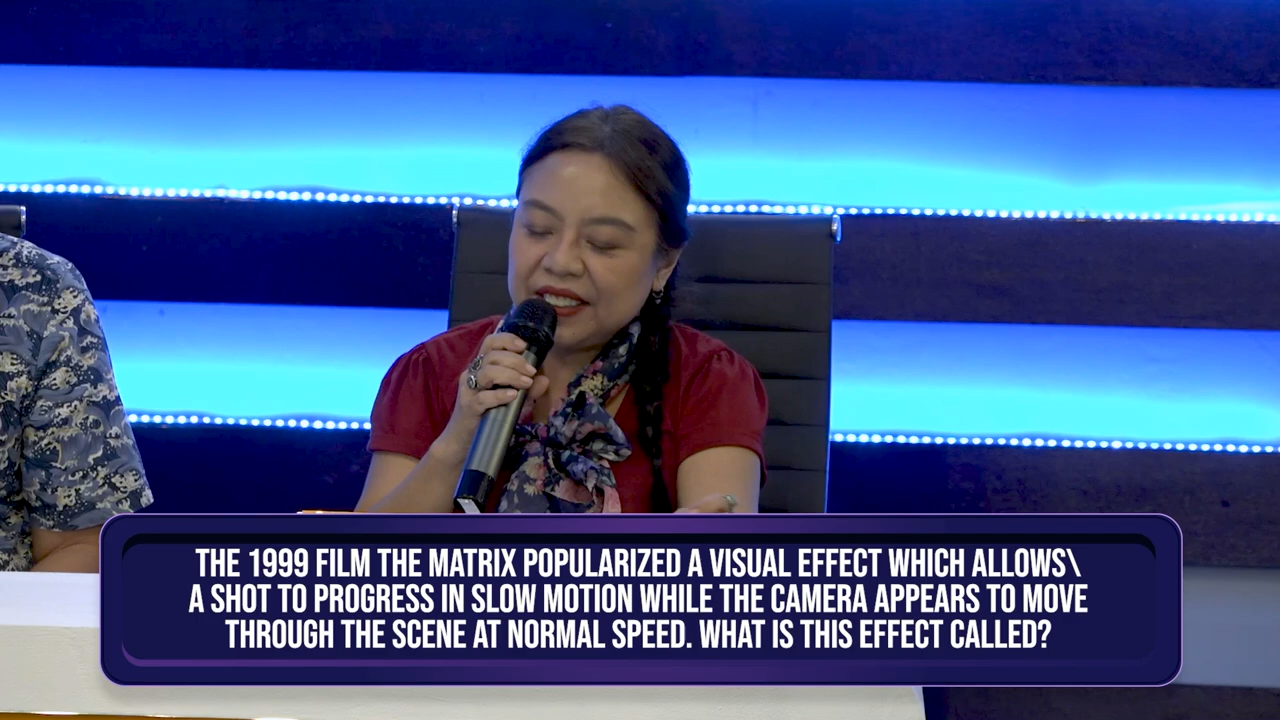 THE 1999 FILM THE MATRIX POPULARIZED A VISUAL EFFECT WHICH ALLOWS\
A SHOT TO PROGRESS IN SLOW MOTION WHILE THE CAMERA APPEARS TO MOVE
THROUGH THE SCENE AT NORMAL SPEED. WHAT IS THIS EFFECT CALLED?